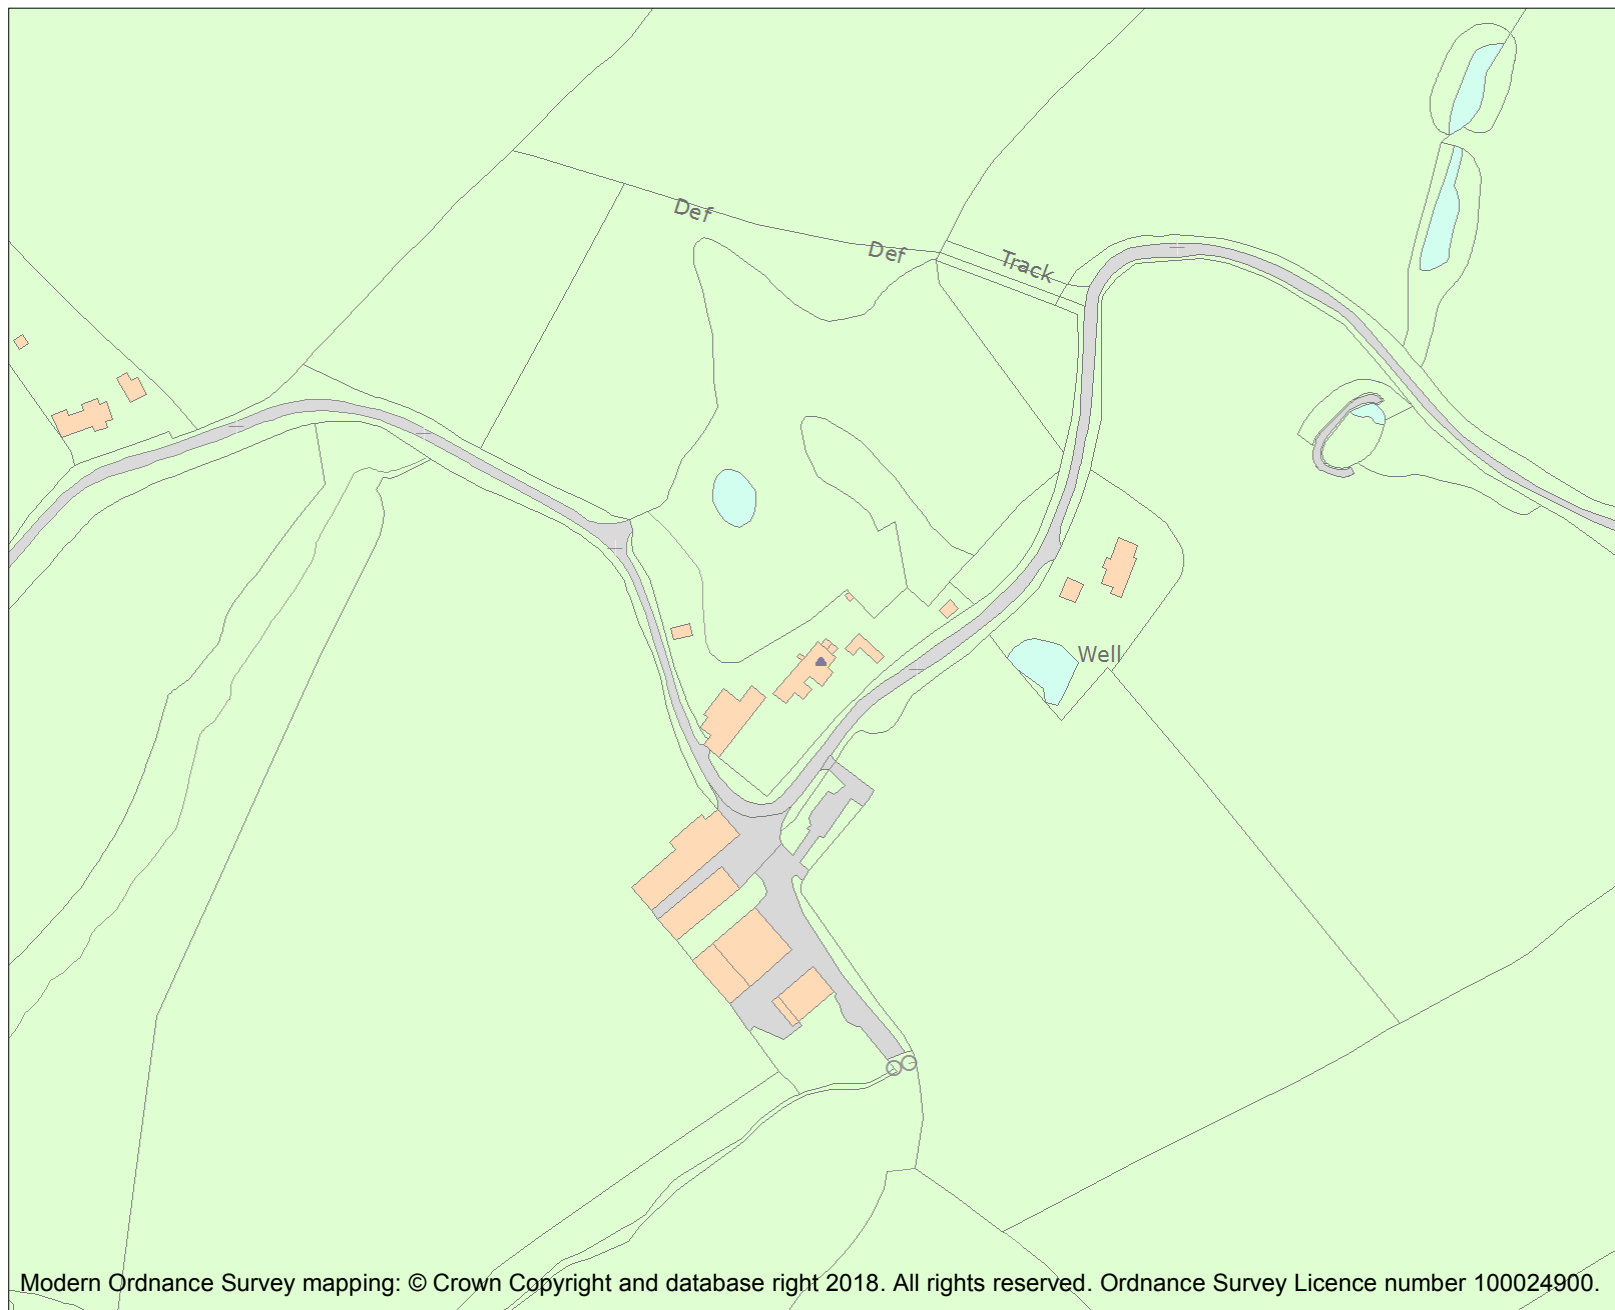 Def
Def
Track
Well
Modern Ordnance Survey mapping: © Crown Copyright and database right 2018. All rights reserved. Ordnance Survey Licence number 100024900.